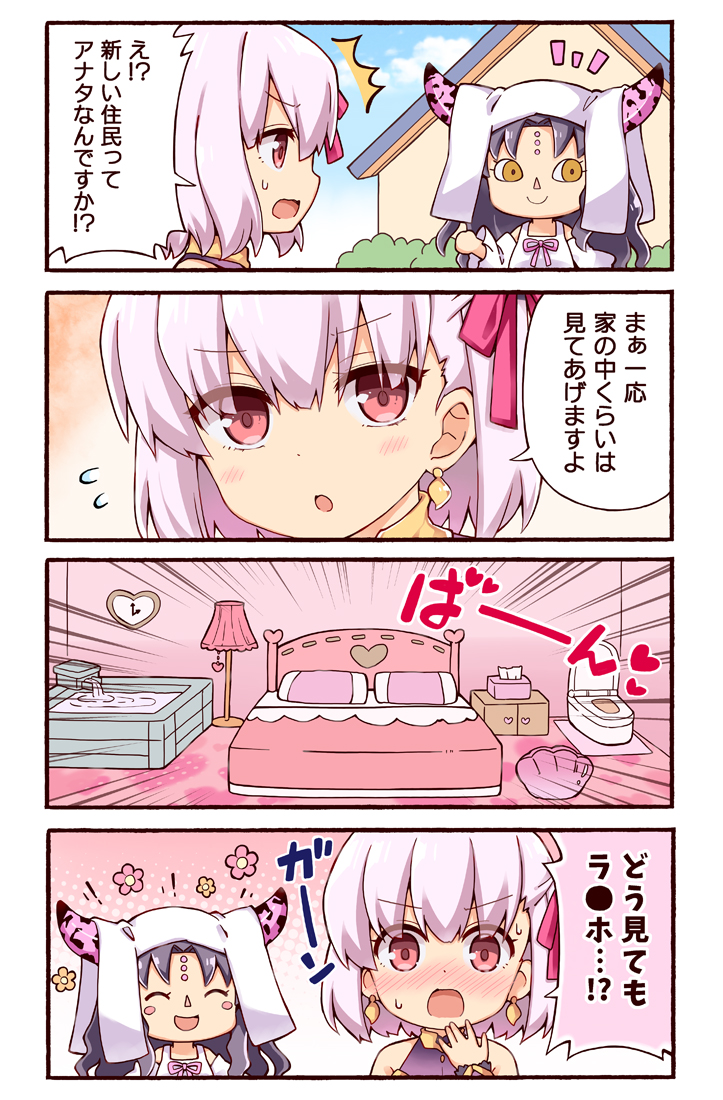 え!?
新しい住民って
アナタなんですか!?
まぁ一応
家の中くらいは
見てあげますよ
ばーん
どう見ても
ラ●ホ…!?
ガーン